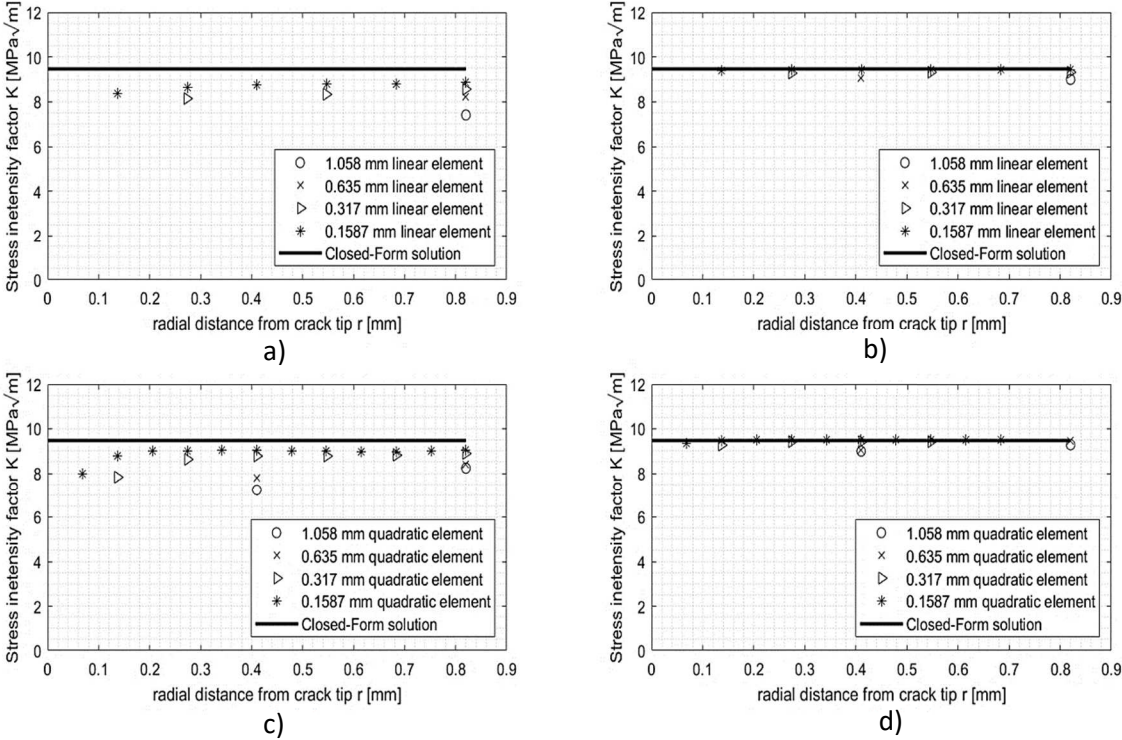 Stress inetensity factor K [MPa√m]
12
10
8
6
4
2
0
1.058 mm linear element
0.635 mm linear element
0.317 mm linear element
0.1587 mm linear element
Closed-Form solution
0 0.1 0.2 0.3 0.4 0.5 0.6 0.7 0.8 0.9
radial distance from crack tip r [mm]
a)
Stress inetensity factor K [MPa√m]
12
10
8
6
4
2
0
1.058 mm linear element
0.635 mm linear element
0.317 mm linear element
0.1587 mm linear element
Closed-Form solution
0 0.1 0.2 0.3 0.4 0.5 0.6 0.7 0.8 0.9
radial distance from crack tip r [mm]
b)
Stress inetensity factor K [MPa√m]
12
10
8
6
4
2
0
1.058 mm quadratic element
0.635 mm quadratic element
0.317 mm quadratic element
0.1587 mm quadratic element
Closed-Form solution
0 0.1 0.2 0.3 0.4 0.5 0.6 0.7 0.8 0.9
radial distance from crack tip r [mm]
c)
Stress inetensity factor K [MPa√m]
12
10
8
6
4
2
0
1.058 mm quadratic element
0.635 mm quadratic element
0.317 mm quadratic element
0.1587 mm quadratic element
Closed-Form solution
0 0.1 0.2 0.3 0.4 0.5 0.6 0.7 0.8 0.9
radial distance from crack tip r [mm]
d)